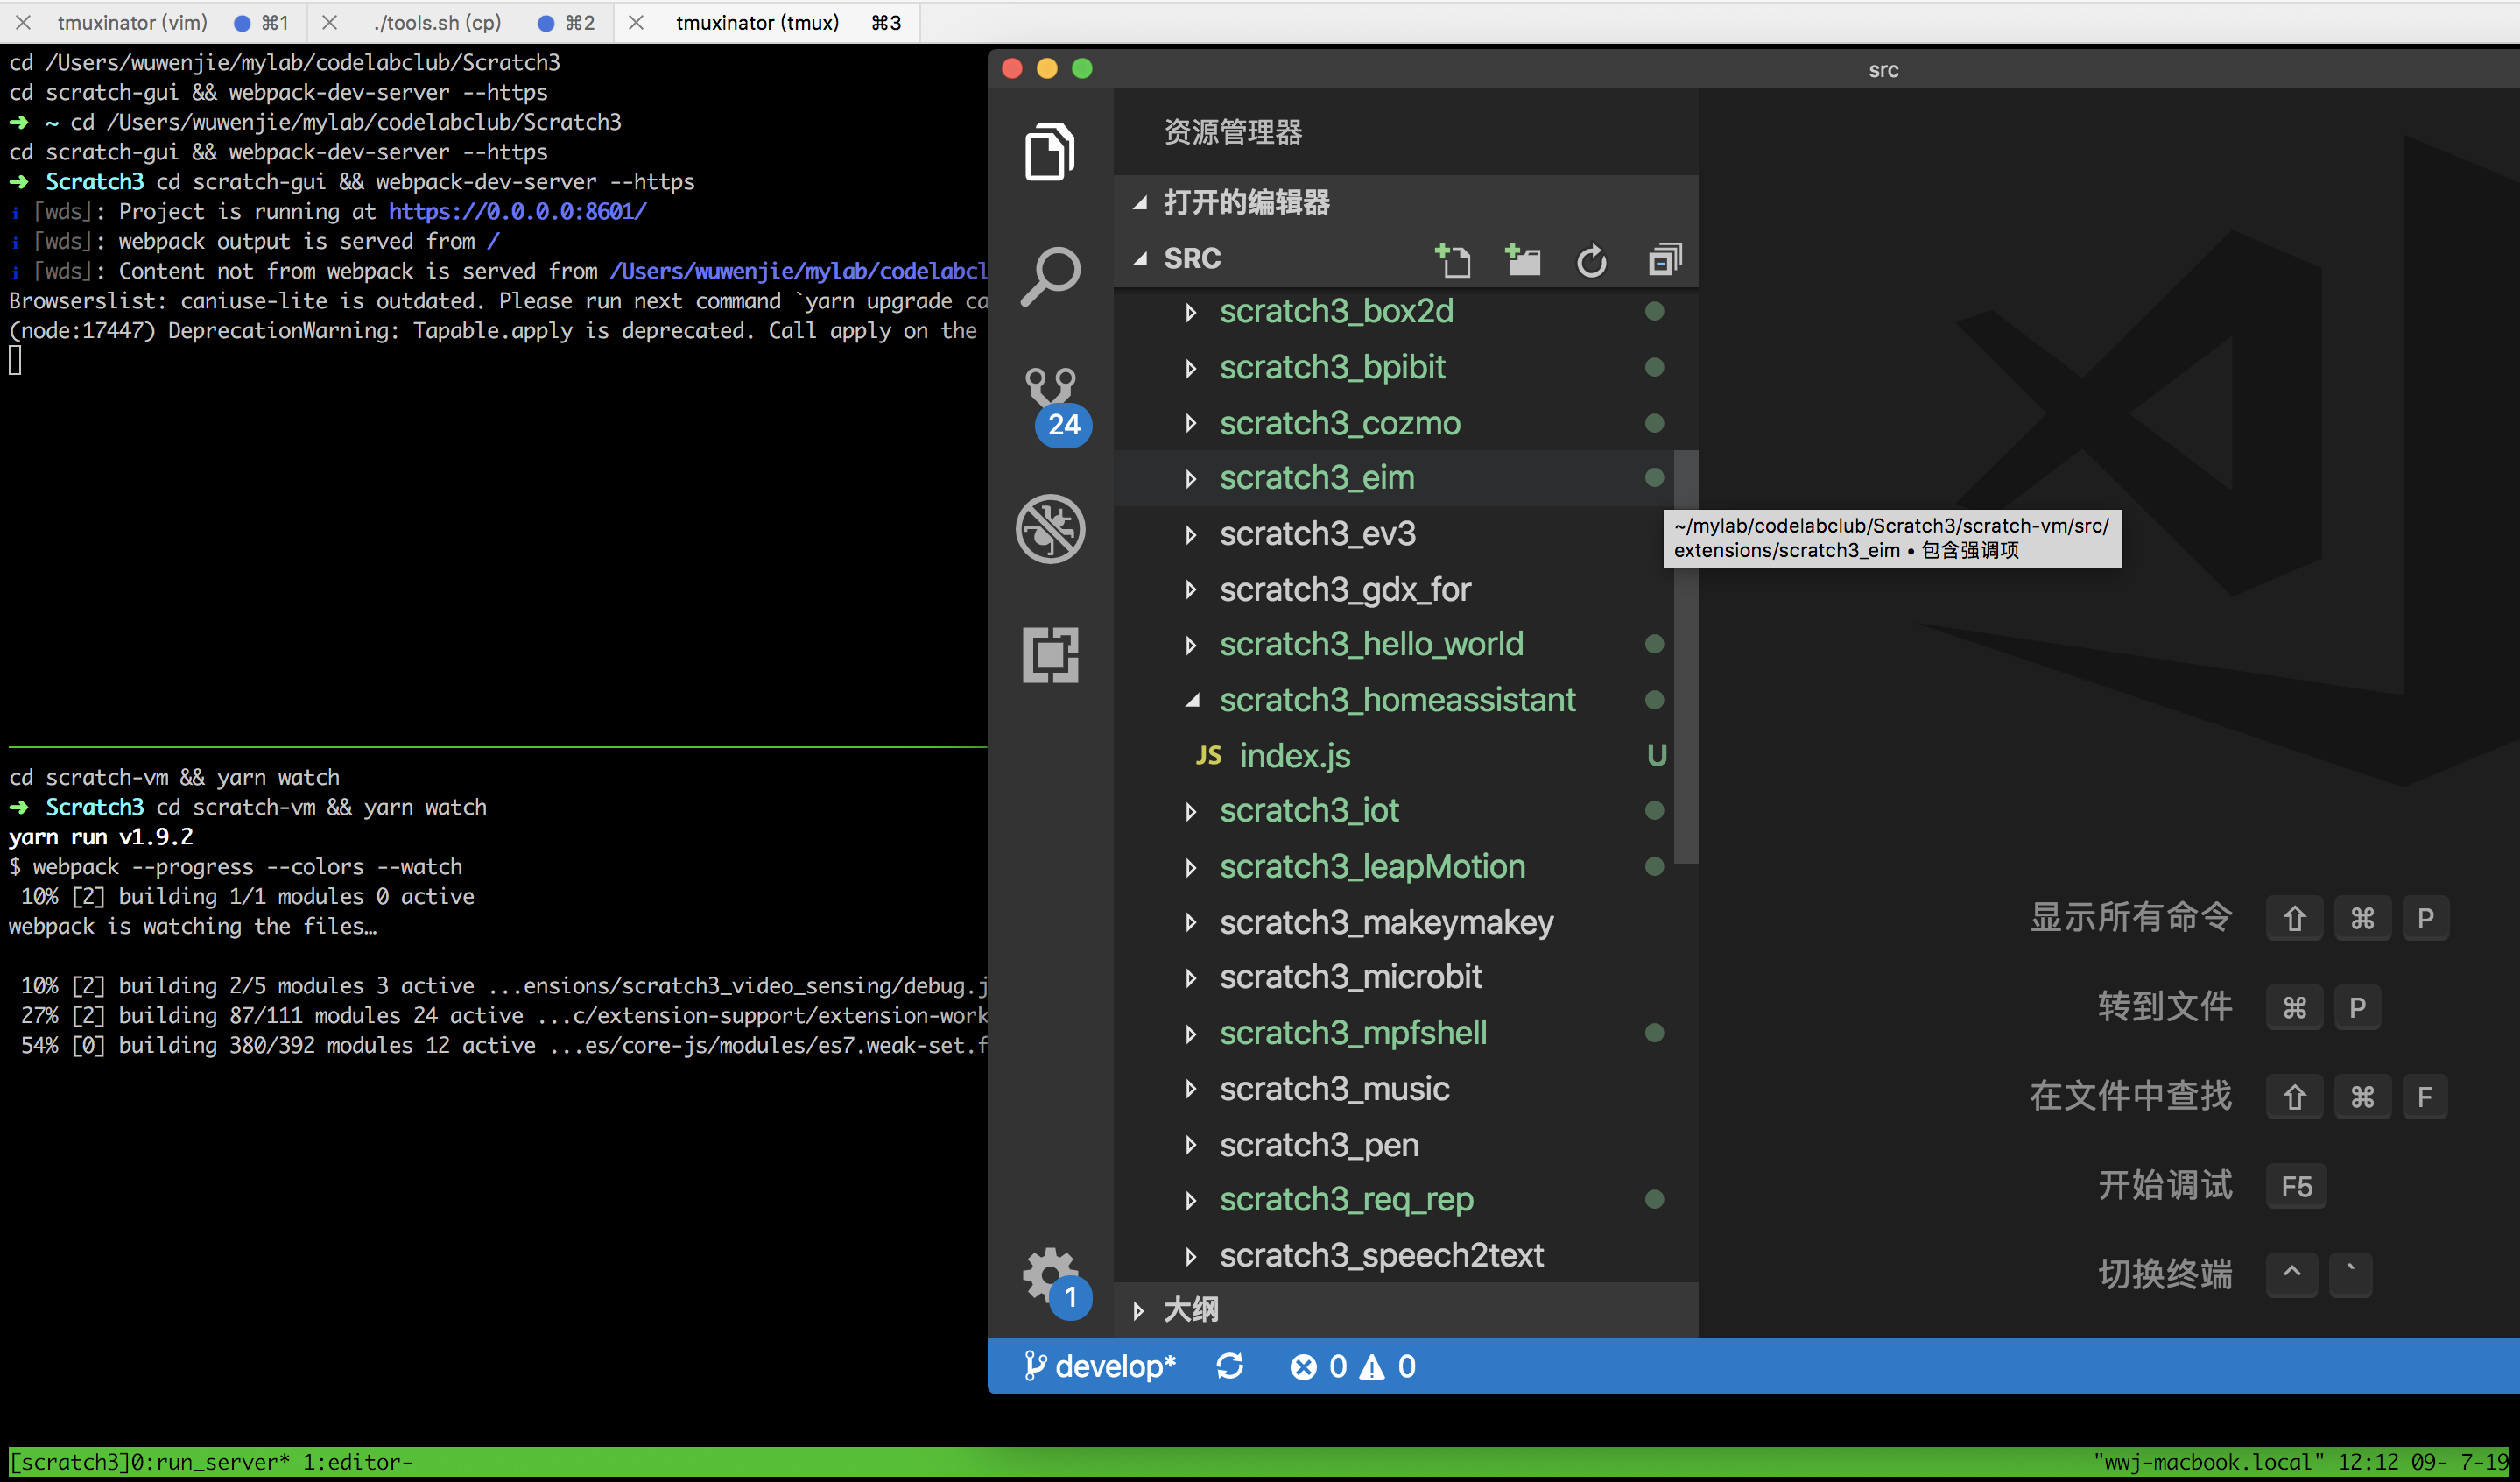 tmuxinator (vim) ⌘1 ./tools.sh (cp) ⌘2 tmuxinator (tmux) ⌘3
cd /Users/wuwenjie/mylab/codelabclub/Scratch3
cd scratch-gui && webpack-dev-server --https
➜ ~ cd /Users/wuwenjie/mylab/codelabclub/Scratch3
cd scratch-gui && webpack-dev-server --https
➜ Scratch3 cd scratch-gui && webpack-dev-server --https
ℹ ｢wds｣: Project is running at https://0.0.0.0:8601/
ℹ ｢wds｣: webpack output is served from /
ℹ ｢wds｣: Content not from webpack is served from /Users/wuwenjie/mylab/codelabcl
Browserslist: caniuse-lite is outdated. Please run next command `yarn upgrade ca
(node:17447) DeprecationWarning: Tapable.apply is deprecated. Call apply on the
cd scratch-vm && yarn watch
➜ Scratch3 cd scratch-vm && yarn watch
yarn run v1.9.2
$ webpack --progress --colors --watch
10% [2] building 1/1 modules 0 active
webpack is watching the files…
10% [2] building 2/5 modules 3 active ...ensions/scratch3_video_sensing/debug.j
27% [2] building 87/111 modules 24 active ...c/extension-support/extension-work
54% [0] building 380/392 modules 12 active ...es/core-js/modules/es7.weak-set.f
src
资源管理器
打开的编辑器
SRC
scratch3_box2d
scratch3_bpibit
scratch3_cozmo
scratch3_eim
scratch3_ev3
scratch3_gdx_for
scratch3_hello_world
scratch3_homeassistant
JS index.js U
scratch3_iot
scratch3_leapMotion
scratch3_makeymakey
scratch3_microbit
scratch3_mpfshell
scratch3_music
scratch3_pen
scratch3_req_rep
scratch3_speech2text
大纲
24
1
~/mylab/codelabclub/Scratch3/scratch-vm/src/
extensions/scratch3_eim • 包含强调项
显示所有命令 ⇧ ⌘ P
转到文件 ⌘ P
在文件中查找 ⇧ ⌘ F
开始调试 F5
切换终端 ^ `
develop* 0 0
[scratch3]0:run_server* 1:editor- "wwj-macbook.local" 12:12 09- 7-19